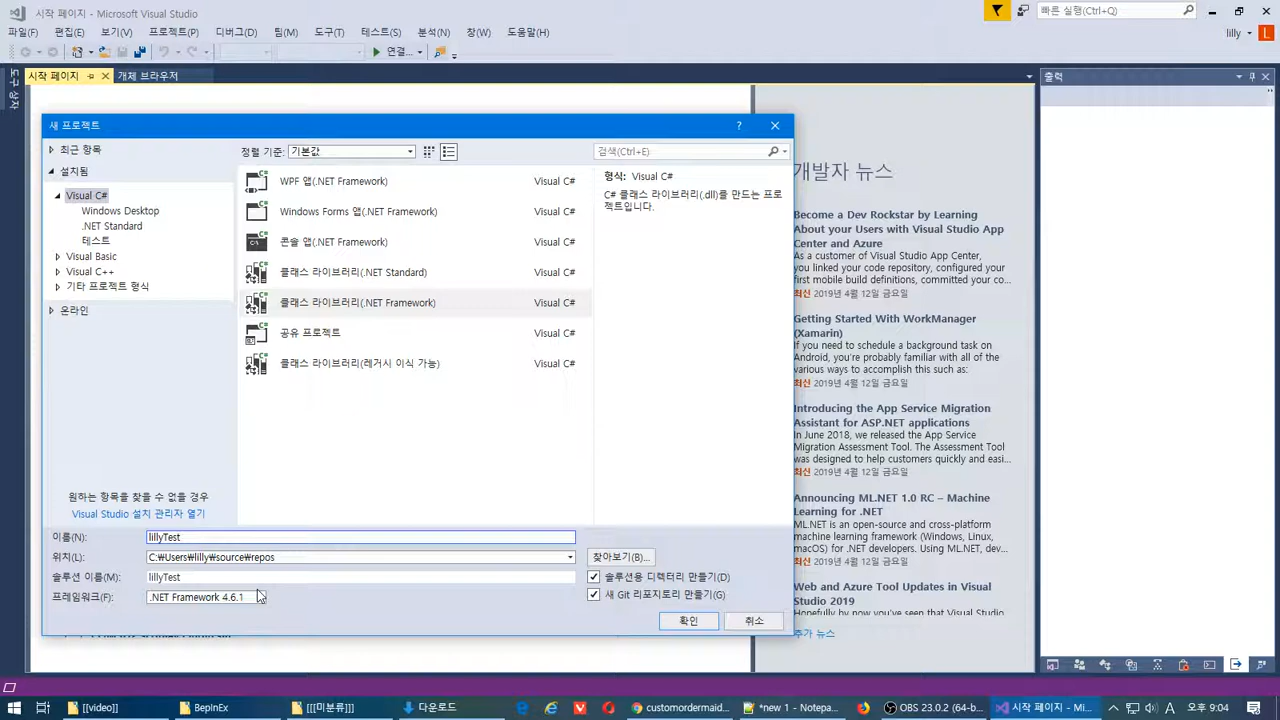 시작 페이지 - Microsoft Visual Studio
빠른 실행(Ctrl+Q)
파일(F) 편집(E) 보기(V) 프로젝트(P) 디버그(D) 팀(M) 도구(T) 테스트(S) 분석(N) 창(W) 도움말(H)
lilly L
연결...
도구 상자
시작 페이지
개체 브라우저
출력
새 프로젝트
최근 항목
설치됨
Visual C#
Windows Desktop
.NET Standard
테스트
Visual Basic
Visual C++
기타 프로젝트 형식
온라인
원하는 항목을 찾을 수 없을 경우
Visual Studio 설치 관리자 열기
정렬 기준: 기본값
검색(Ctrl+E)
WPF 앱(.NET Framework) Visual C#
Windows Forms 앱(.NET Framework) Visual C#
콘솔 앱(.NET Framework) Visual C#
클래스 라이브러리(.NET Standard) Visual C#
클래스 라이브러리(.NET Framework) Visual C#
공유 프로젝트 Visual C#
클래스 라이브러리(레거시 이식 가능) Visual C#
형식: Visual C#
C# 클래스 라이브러리(.dll)를 만드는 프로
젝트입니다.
이름(N): lillyTest
위치(L): C:₩Users₩lilly₩source₩repos
찾아보기(B)...
솔루션 이름(M): lillyTest
솔루션용 디렉터리 만들기(D)
프레임워크(F): .NET Framework 4.6.1
새 Git 리포지토리 만들기(G)
확인 취소
개발자 뉴스
Become a Dev Rockstar by Learning
About your Users with Visual Studio App
Center and Azure
As a customer of Visual Studio App Center,
you linked your code repository, configured your
first mobile build definitions, committed your co...
최신 2019년 4월 12일 금요일
Getting Started With WorkManager
(Xamarin)
If you need to schedule a background task on
Android, you're probably familiar with all of the
various ways to accomplish this such as:
최신 2019년 4월 12일 금요일
Introducing the App Service Migration
Assistant for ASP.NET applications
In June 2018, we released the App Service
Migration Assessment Tool. The Assessment Tool
was designed to help customers quickly and easi...
최신 2019년 4월 12일 금요일
Announcing ML.NET 1.0 RC – Machine
Learning for .NET
ML.NET is an open-source and cross-platform
machine learning framework (Windows, Linux,
macOS) for .NET developers. Using ML.NET, deve...
최신 2019년 4월 12일 금요일
Web and Azure Tool Updates in Visual
Studio 2019
Hopefully by now you've seen that Visual
추가 뉴스
[[video]]
BepInEx
[[[미분류]]]
다운로드
customordermaid...
*new 1 - Notepa...
OBS 23.0.2 (64-b...
시작 페이지 - Mi...
A
오후 9:04